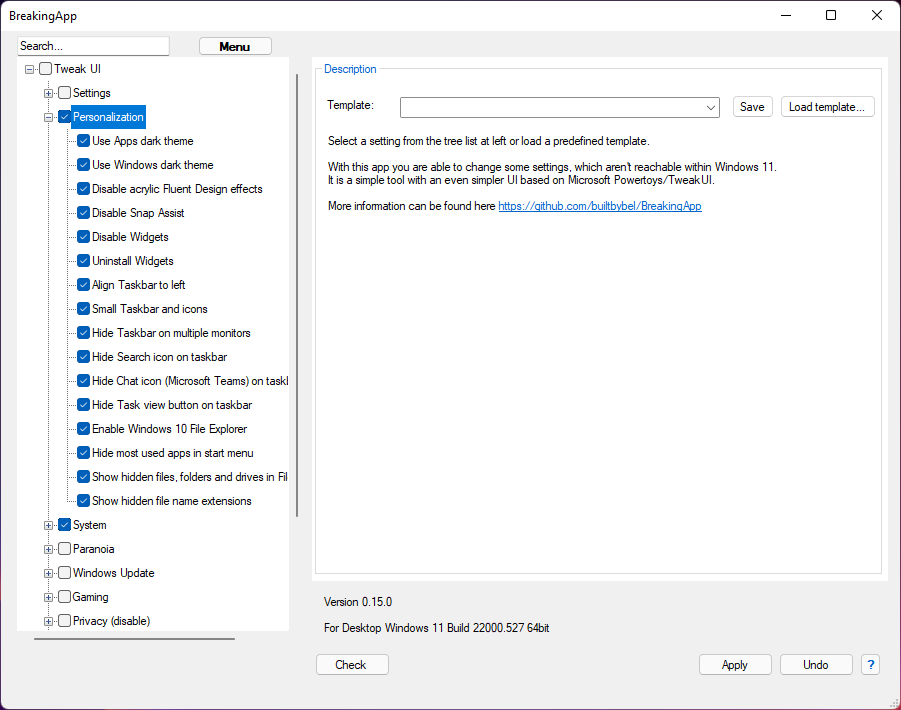 BreakingApp
Search...
Menu
Tweak UI
Settings
Personalization
Use Apps dark theme
Use Windows dark theme
Disable acrylic Fluent Design effects
Disable Snap Assist
Disable Widgets
Uninstall Widgets
Align Taskbar to left
Small Taskbar and icons
Hide Taskbar on multiple monitors
Hide Search icon on taskbar
Hide Chat icon (Microsoft Teams) on taskl
Hide Task view button on taskbar
Enable Windows 10 File Explorer
Hide most used apps in start menu
Show hidden files, folders and drives in Fil
Show hidden file name extensions
System
Paranoia
Windows Update
Gaming
Privacy (disable)
Description
Template:
Save
Load template...
Select a setting from the tree list at left or load a predefined template.
With this app you are able to change some settings, which aren't reachable within Windows 11.
It is a simple tool with an even simpler UI based on Microsoft Powertoys/TweakUI.
More information can be found here https://github.com/builtbybel/BreakingApp
Version 0.15.0
For Desktop Windows 11 Build 22000.527 64bit
Check
Apply
Undo
?